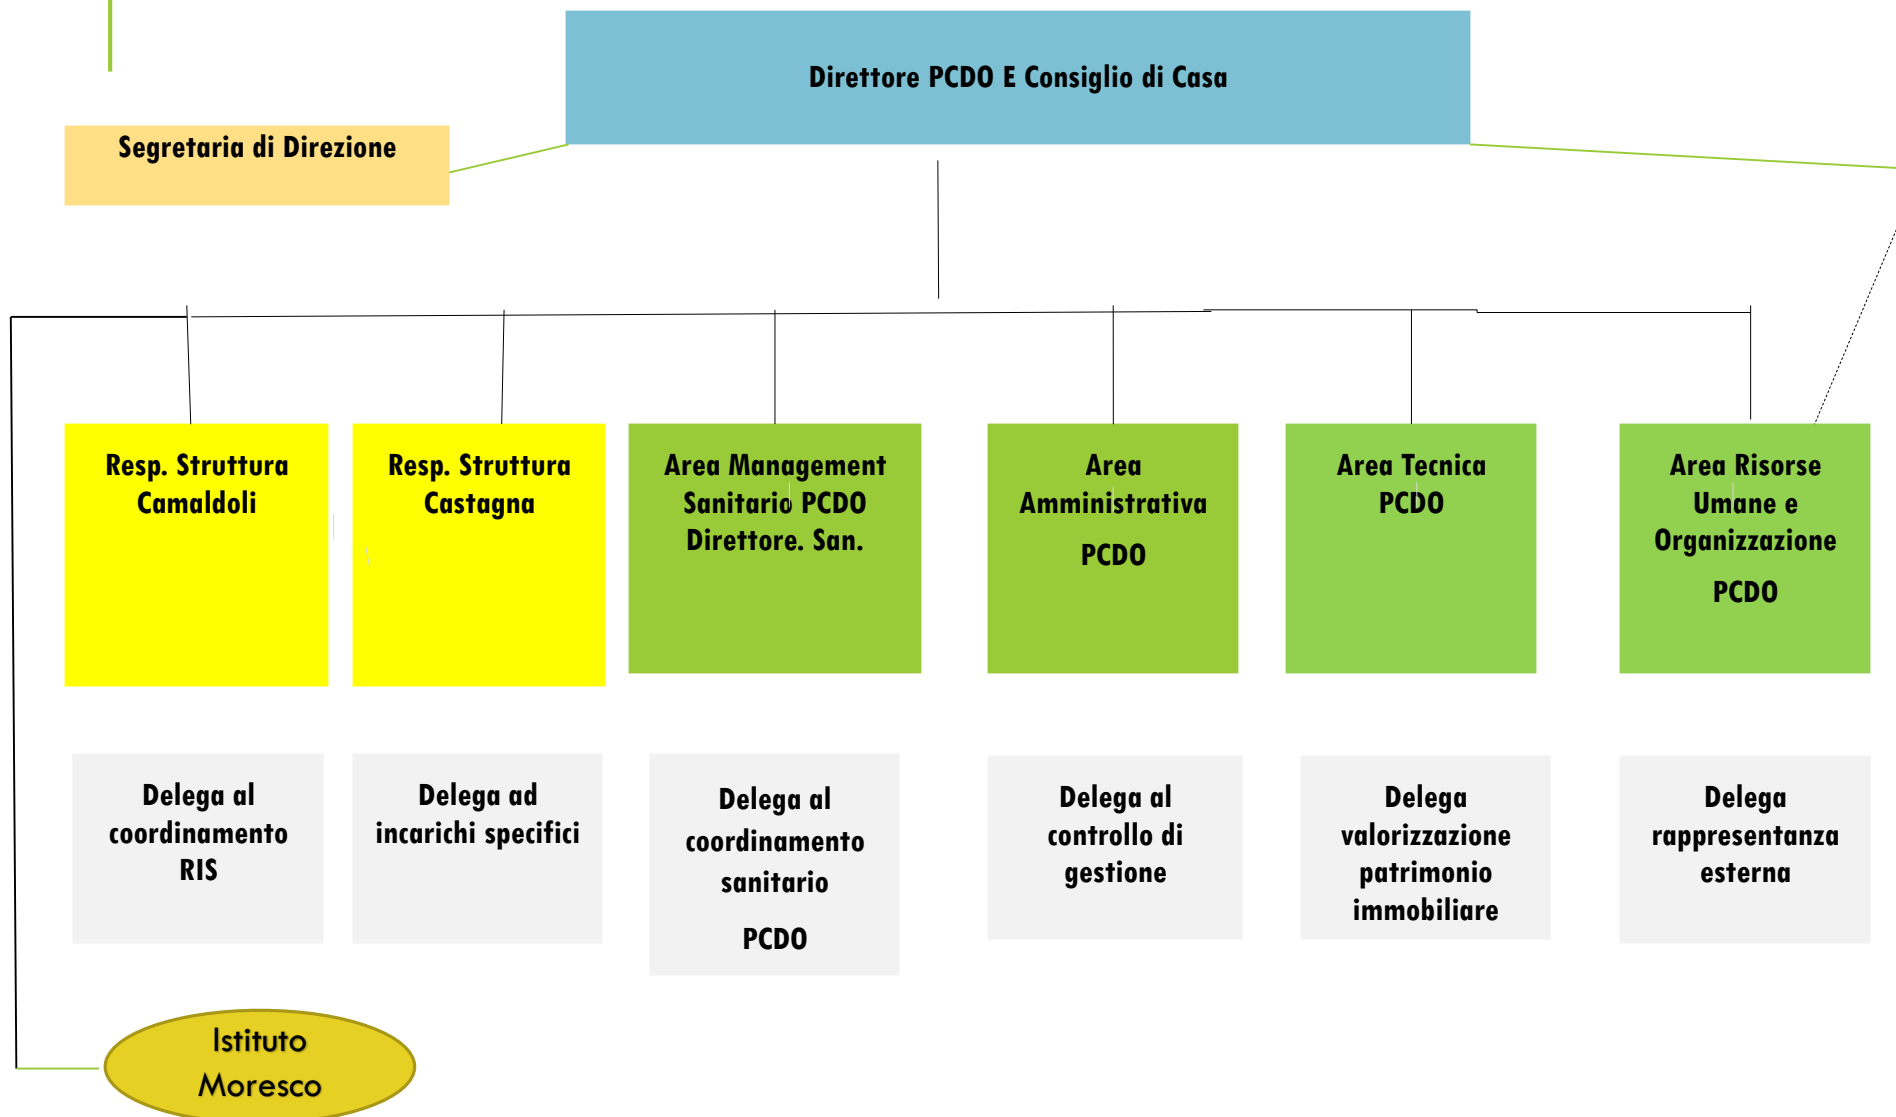 Direttore PCDO E Consiglio di Casa
Segretaria di Direzione
Resp. Struttura
Camaldoli
Resp. Struttura
Castagna
Area Management
Sanitario PCDO
Direttore. San.
Area
Amministrativa
PCDO
Area Tecnica
PCDO
Area Risorse
Umane e
Organizzazione
PCDO
Delega al
coordinamento
RIS
Delega ad
incarichi specifici
Delega al
coordinamento
sanitario
PCDO
Delega al
controllo di
gestione
Delega
valorizzazione
patrimonio
immobiliare
Delega
rappresentanza
esterna
Istituto
Moresco